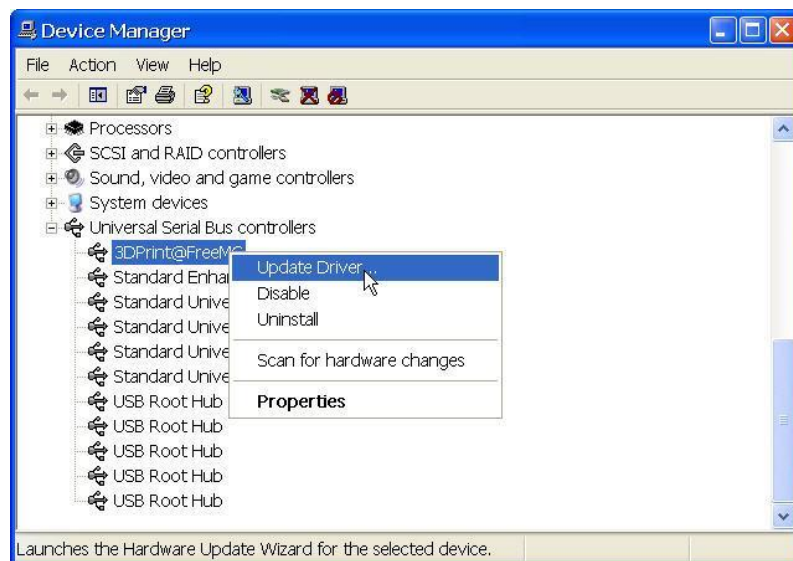 Device Manager
File Action View Help
Processors
SCSI and RAID controllers
Sound, video and game controllers
System devices
Universal Serial Bus controllers
3DPrint@FreeM
Update Driver...
Standard Enha
Disable
Standard Unive
Uninstall
Standard Unive
Standard Unive
Scan for hardware changes
Standard Unive
USB Root Hub
Properties
USB Root Hub
USB Root Hub
USB Root Hub
USB Root Hub
Launches the Hardware Update Wizard for the selected device.